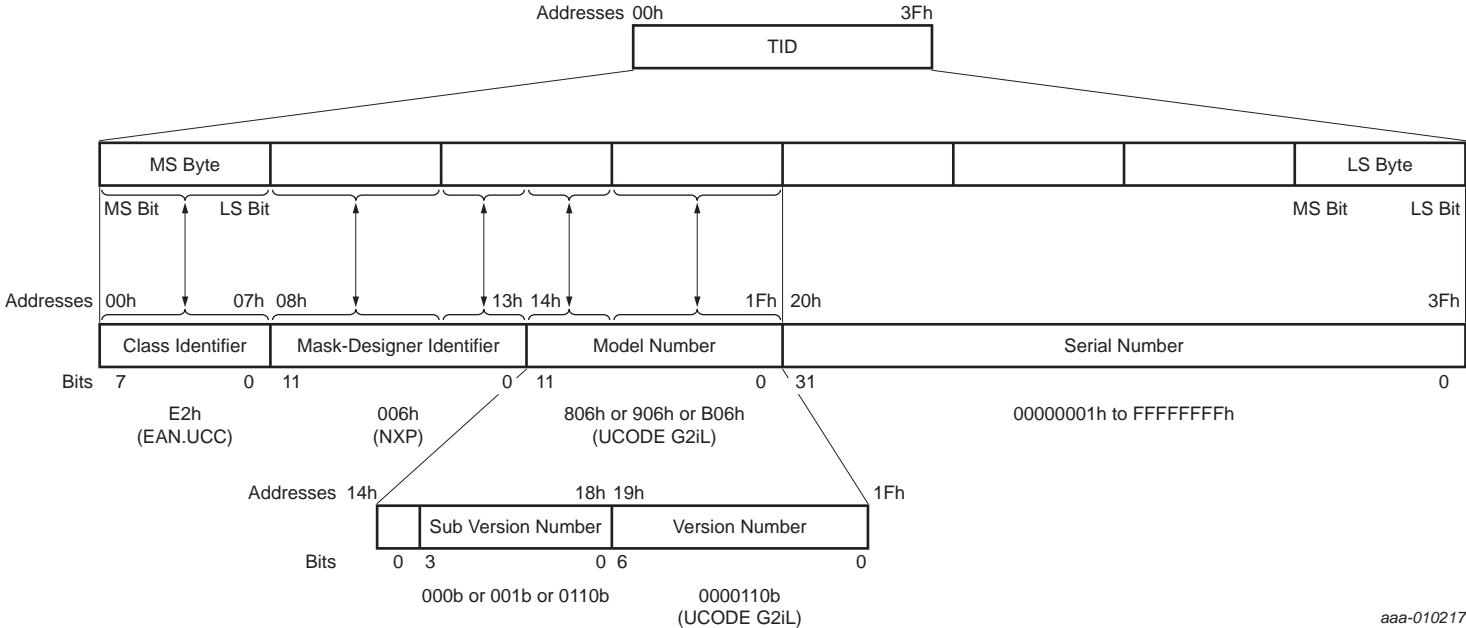 Addresses 00h 3Fh
TID
MS Byte LS Byte
MS Bit LS Bit MS Bit LS Bit
Addresses 00h 07h 08h 13h 14h 1Fh 20h 3Fh
Class Identifier Mask-Designer Identifier Model Number Serial Number
Bits 7 0 11 0 11 0 31 0
E2h 006h 806h or 906h or B06h 00000001h to FFFFFFFFh
(EAN.UCC) (NXP) (UCODE G2iL)
Addresses 14h 18h 19h 1Fh
Sub Version Number Version Number
Bits 0 3 0 6 0
000b or 001b or 0110b 0000110b
(UCODE G2iL)
aaa-010217